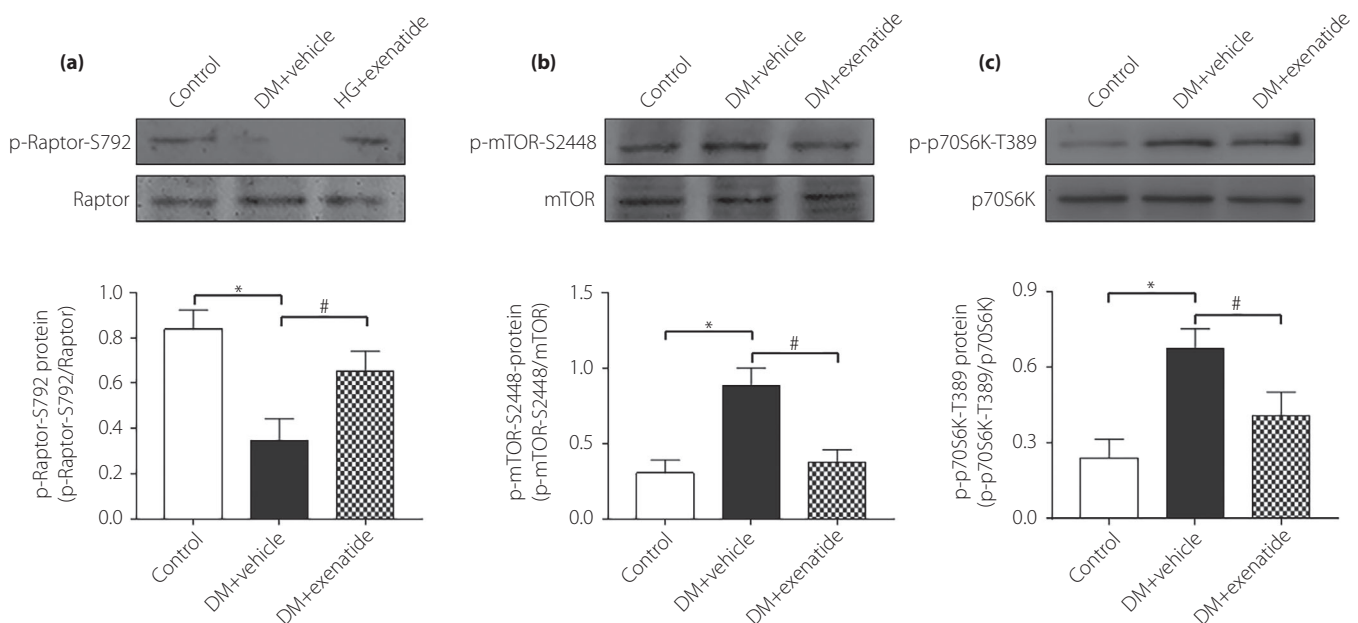 (a)
Control
DM+vehicle
HG+exenatide
p-Raptor-S792
Raptor
p-Raptor-S792 protein
(p-Raptor-S792/Raptor)
1.0
0.8
0.6
0.4
0.2
0.0
*
#
Control
DM+vehicle
DM+exenatide
(b)
Control
DM+vehicle
DM+exenatide
p-mTOR-S2448
mTOR
p-mTOR-S2448-protein
(p-mTOR-S2448/mTOR)
1.5
1.0
0.5
0.0
*
#
Control
DM+vehicle
DM+exenatide
(c)
Control
DM+vehicle
DM+exenatide
p-p70S6K-T389
p70S6K
p-p70S6K-T389 protein
(p-p70S6K-T389/p70S6K)
0.9
0.6
0.3
0.0
*
#
Control
DM+vehicle
DM+exenatide